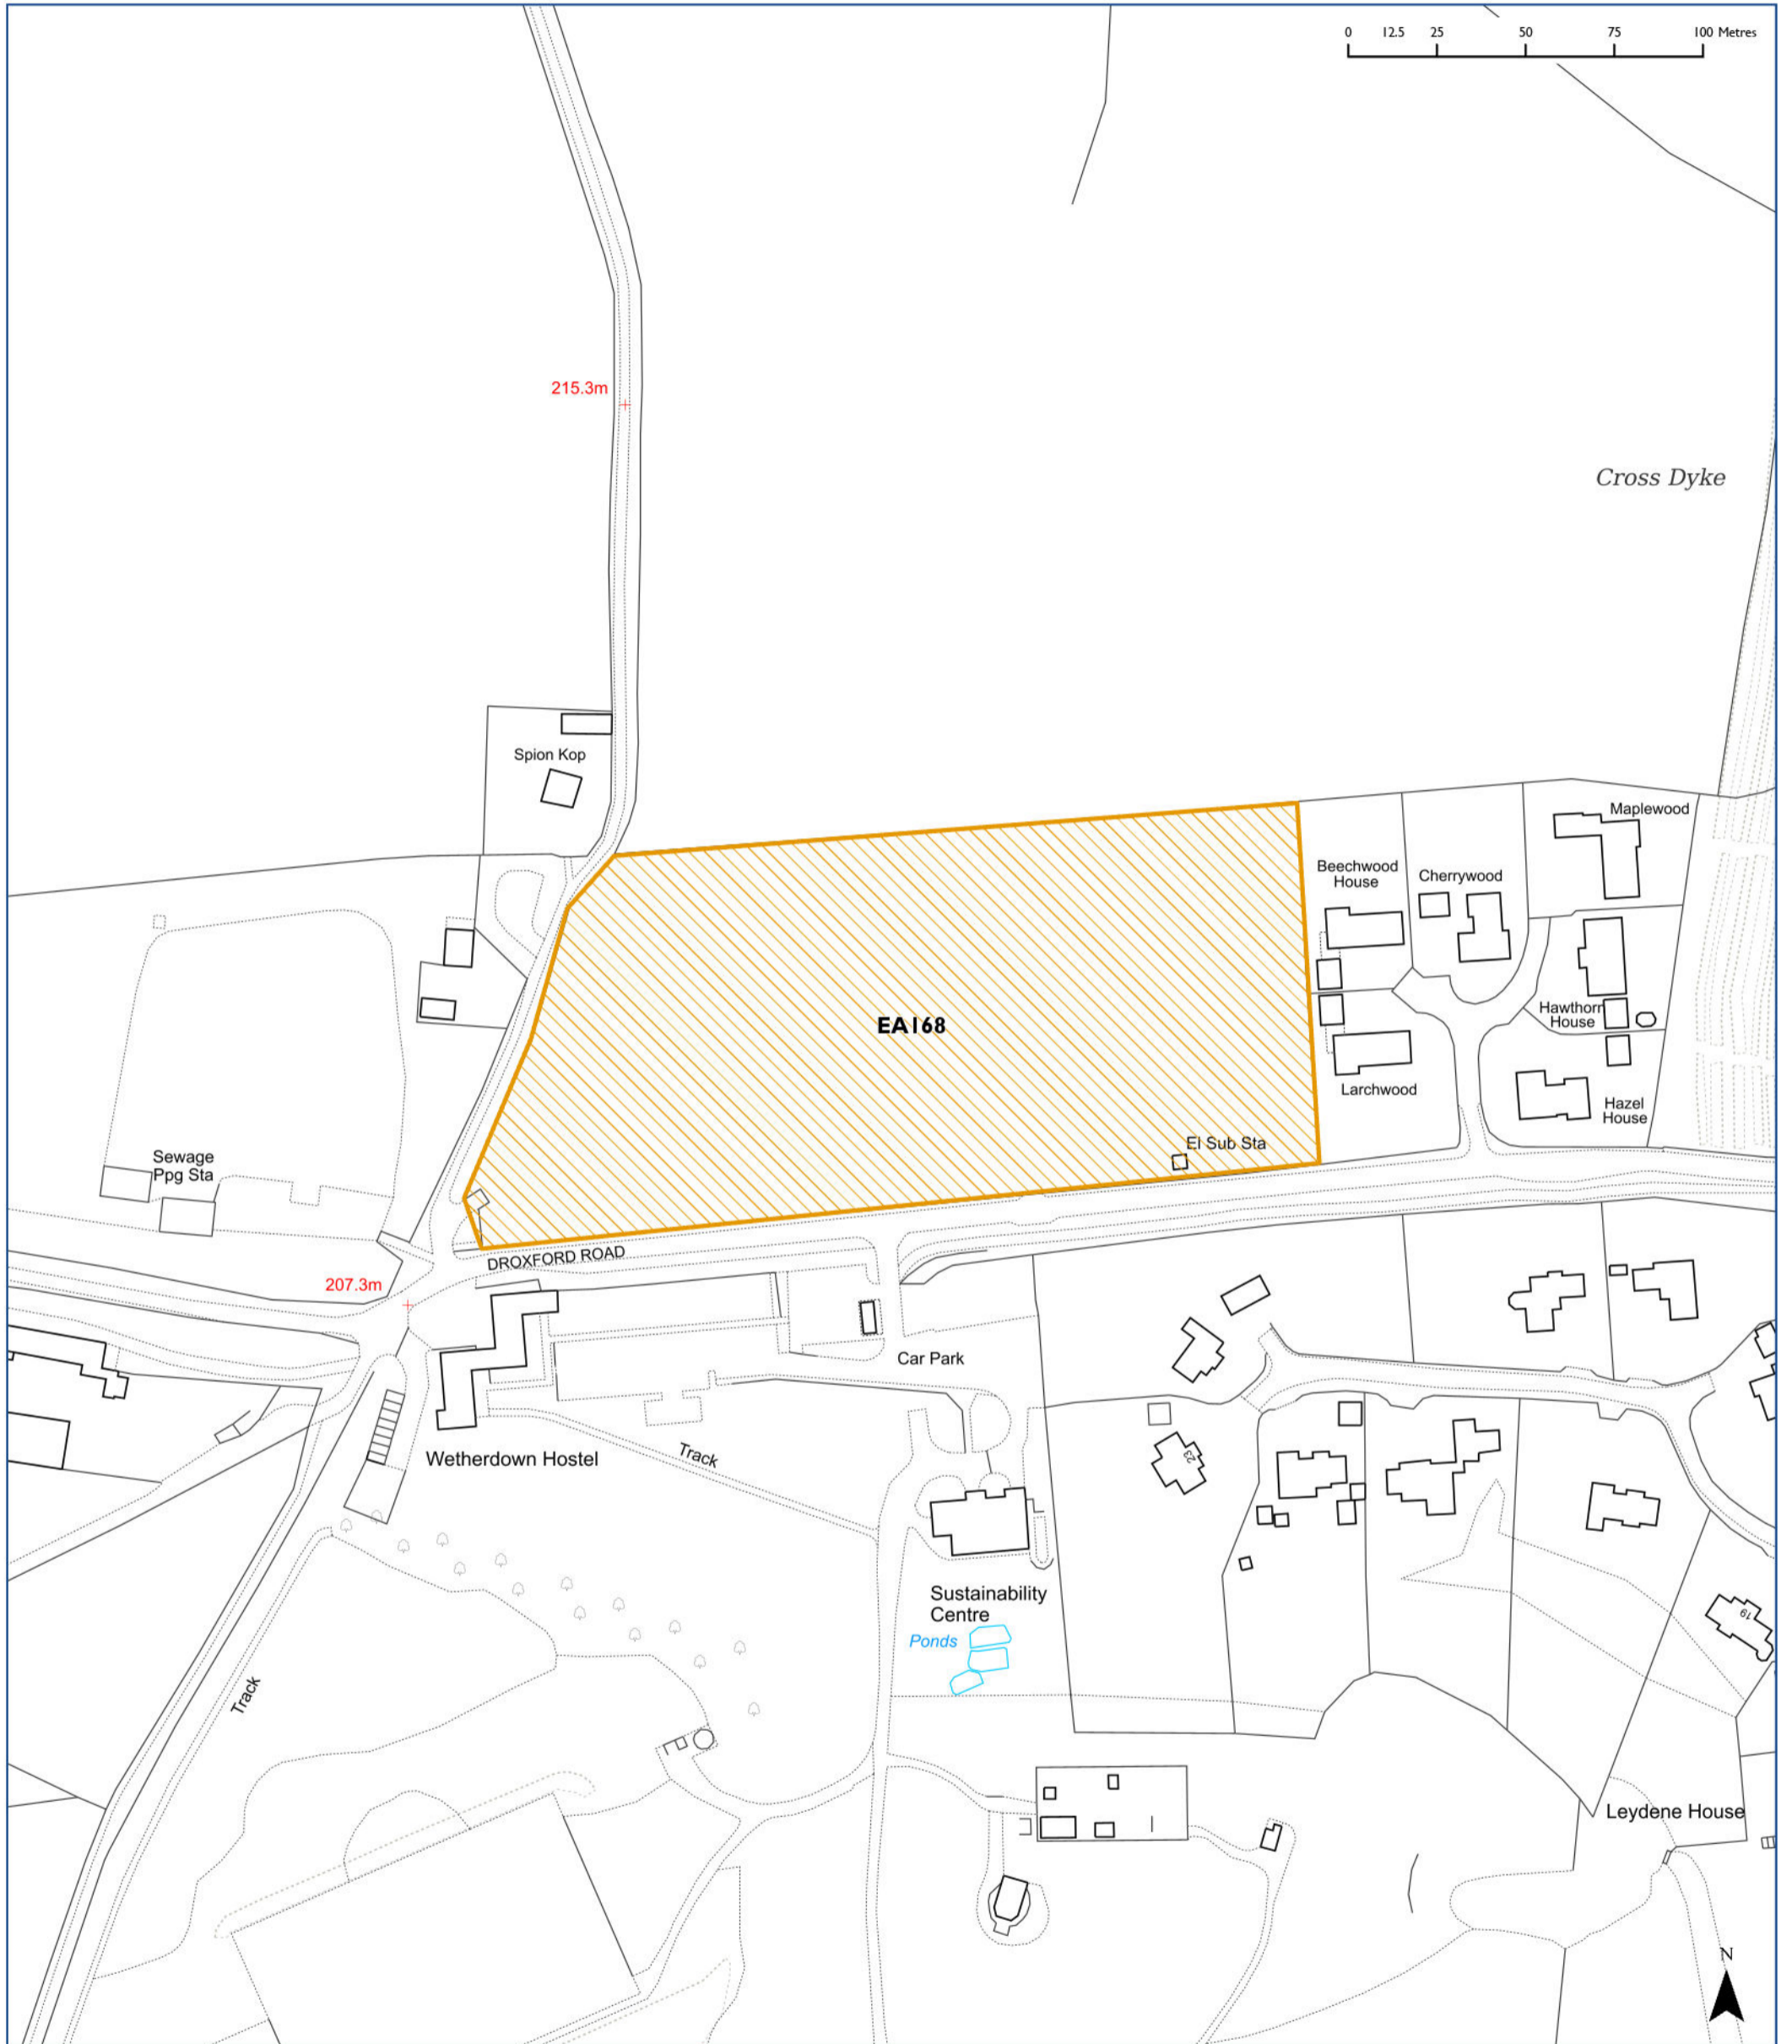 0 12.5 25 50 75 100 Metres
215.3m
Cross Dyke
Spion Kop
Maplewood
Beechwood
House
Cherrywood
Hawthorn
House
EA168
Larchwood
Hazel
House
El Sub Sta
Sewage
Ppg Sta
DROXFORD ROAD
207.3m
Car Park
Wetherdown Hostel
Track
23
Sustainability
Centre
Ponds
19
Track
Leydene House
N